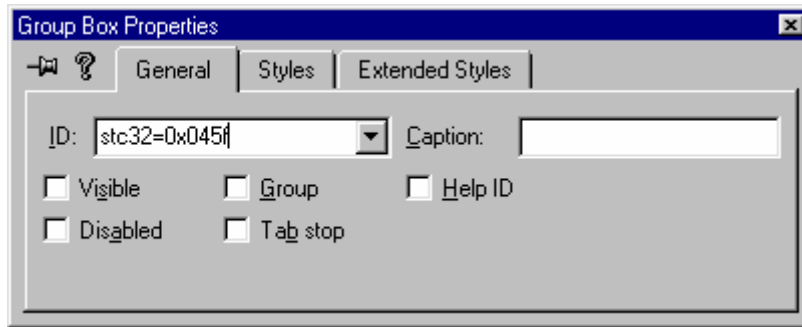 Group Box Properties
? General Styles Extended Styles
ID: stc32=0x045f Caption:
Visible Group Help ID
Disabled Tab stop